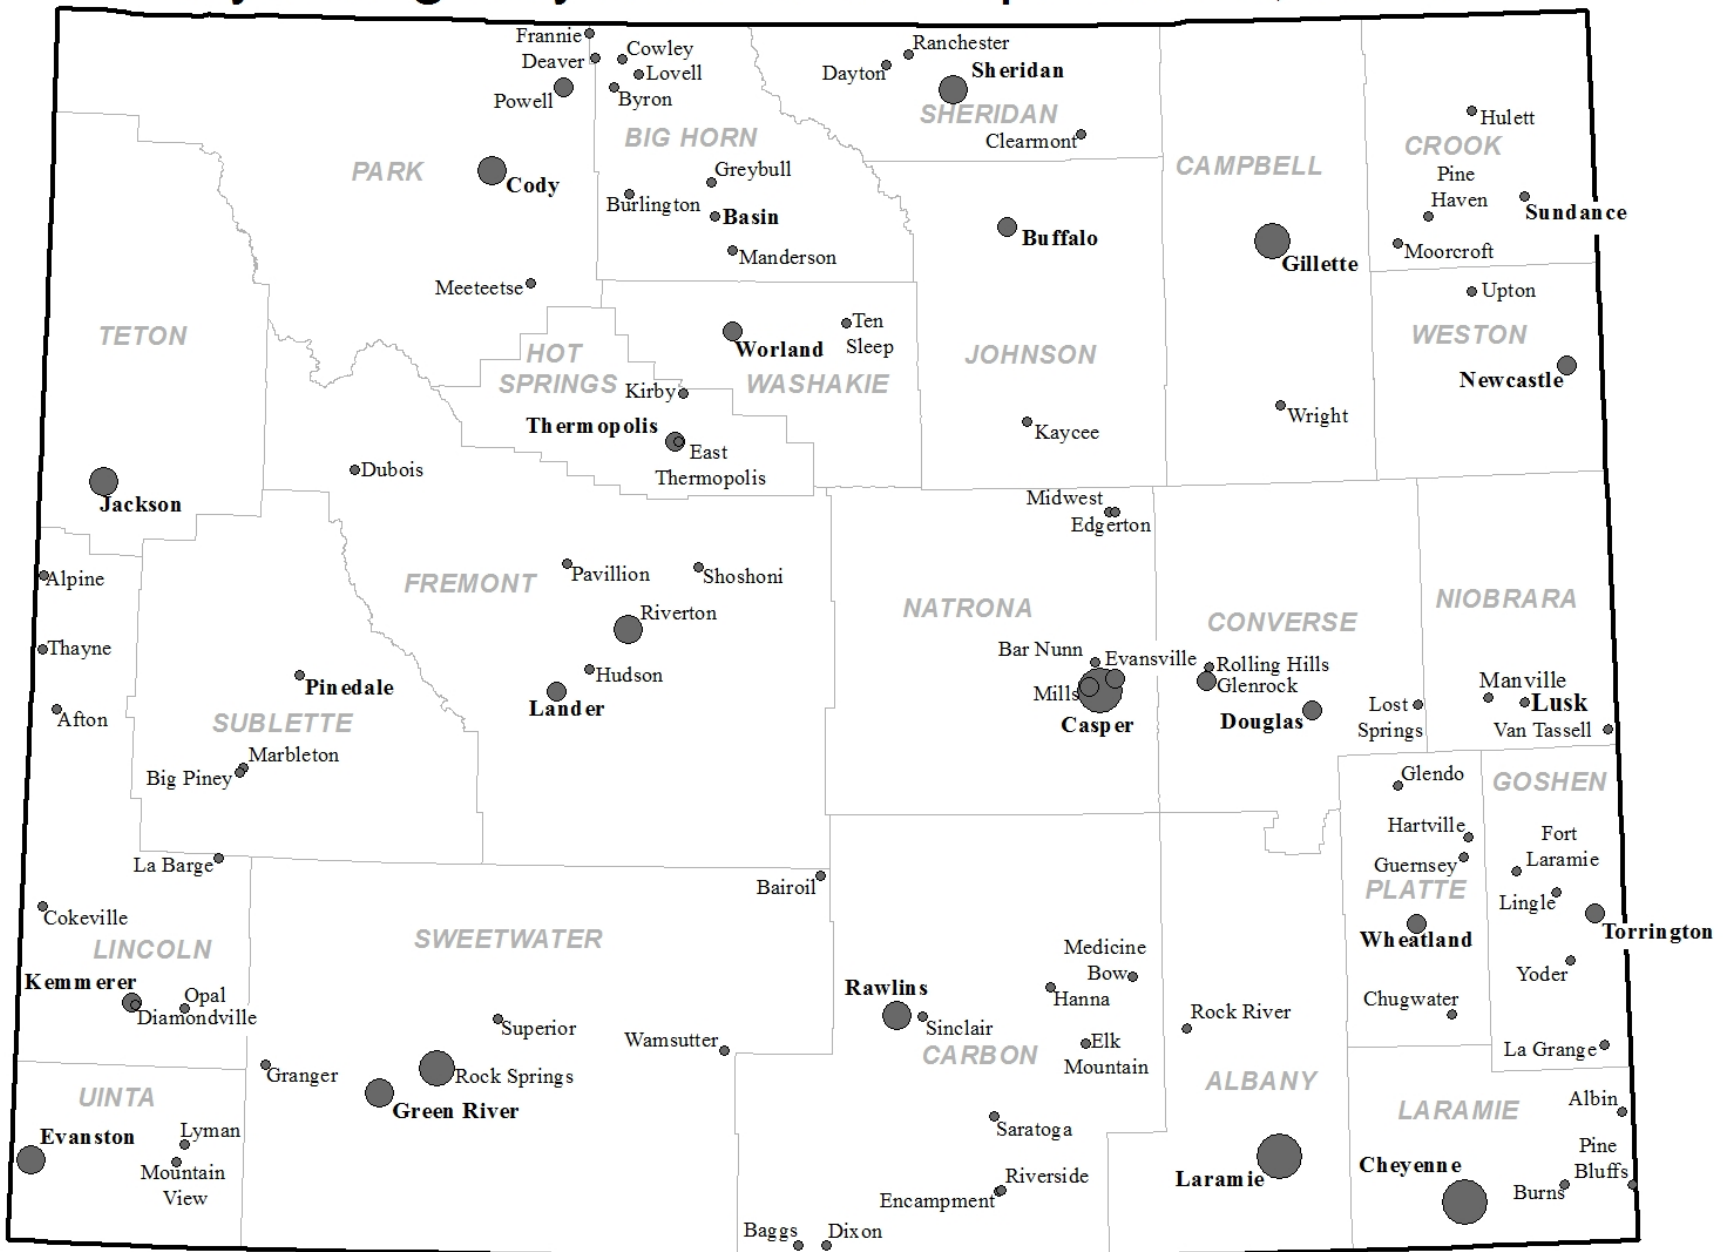 Frannie
Deaver
Cowley
Lovell
Powell
Byron
Ranchester
Dayton
Sheridan
SHERIDAN
Clearmont
Hulett
CROOK
Pine
Haven
Sundance
Moorcroft
BIG HORN
PARK
Cody
Greybull
Burlington
Basin
Manderson
Meeteetse
CAMPBELL
Buffalo
Gillette
Upton
WESTON
Newcastle
TETON
HOT
SPRINGS
Worland
Ten
Sleep
WASHAKIE
JOHNSON
Kirby
Thermopolis
East
Thermopolis
Kaycee
Wright
Dubois
Jackson
Midwest
Edgerton
Alpine
Thayne
Afton
FREMONT
Pavillion
Shoshoni
Riverton
Hudson
Lander
Pinedale
SUBLETTE
Marbleton
Big Piney
NATRONA
Bar Nunn
Evansville
Mills
Casper
CONVERSE
Rolling Hills
Glenrock
Douglas
Lost
Springs
NIOBRARA
Manville
Lusk
Van Tassell
Glendo
GOSHEN
Hartville
Guernsey
PLATTE
Wheatland
Fort
Laramie
Lingle
Torrington
Yoder
Chugwater
La Grange
La Barge
Bairoil
Cokeville
LINCOLN
SWEETWATER
Kemmerer
Opal
Diamondville
Superior
Wamsutter
Granger
Rock Springs
Green River
UINTA
Evanston
Lyman
Mountain
View
Medicine
Bow
Rawlins
Hanna
Sinclair
CARBON
Elk
Mountain
Rock River
ALBANY
Saratoga
Riverside
Encampment
Baggs
Dixon
Laramie
LARAMIE
Albin
Cheyenne
Pine
Bluffs
Burns